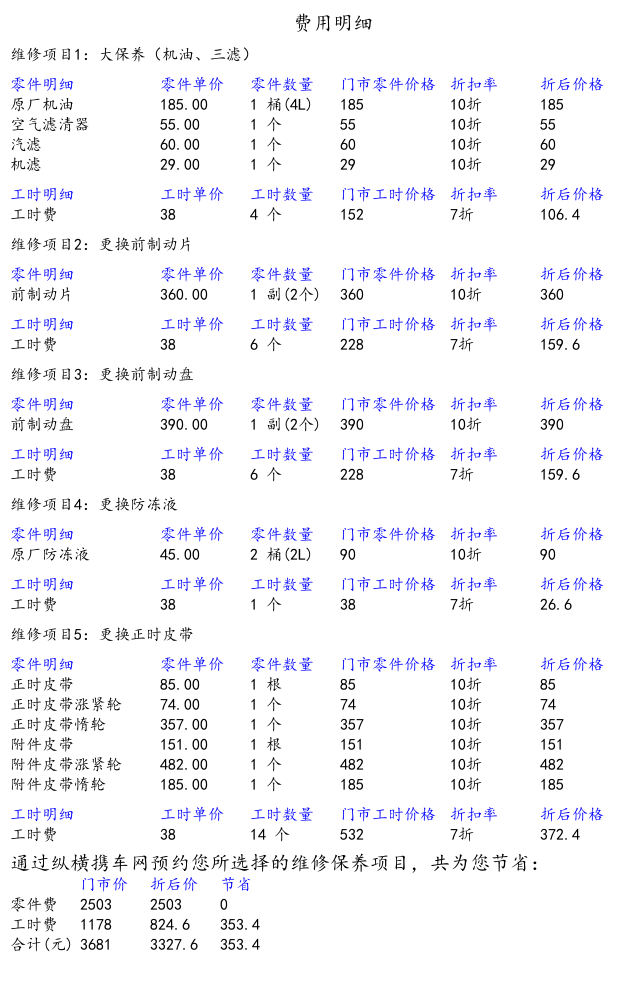 费用明细
维修项目1: 大保养（机油、三滤）
零件明细 零件单价 零件数量 门市零件价格 折扣率 折后价格
原厂机油 185.00 1 桶(4L) 185 10折 185
空气滤清器 55.00 1 个 55 10折 55
汽滤 60.00 1 个 60 10折 60
机滤 29.00 1 个 29 10折 29
工时明细 工时单价 工时数量 门市工时价格 折扣率 折后价格
工时费 38 4 个 152 7折 106.4
维修项目2: 更换前制动片
零件明细 零件单价 零件数量 门市零件价格 折扣率 折后价格
前制动片 360.00 1 副(2个) 360 10折 360
工时明细 工时单价 工时数量 门市工时价格 折扣率 折后价格
工时费 38 6 个 228 7折 159.6
维修项目3: 更换前制动盘
零件明细 零件单价 零件数量 门市零件价格 折扣率 折后价格
前制动盘 390.00 1 副(2个) 390 10折 390
工时明细 工时单价 工时数量 门市工时价格 折扣率 折后价格
工时费 38 6 个 228 7折 159.6
维修项目4: 更换防冻液
零件明细 零件单价 零件数量 门市零件价格 折扣率 折后价格
原厂防冻液 45.00 2 桶(2L) 90 10折 90
工时明细 工时单价 工时数量 门市工时价格 折扣率 折后价格
工时费 38 1 个 38 7折 26.6
维修项目5: 更换正时皮带
零件明细 零件单价 零件数量 门市零件价格 折扣率 折后价格
正时皮带 85.00 1 根 85 10折 85
正时皮带涨紧轮 74.00 1 个 74 10折 74
正时皮带惰轮 357.00 1 个 357 10折 357
附件皮带 151.00 1 根 151 10折 151
附件皮带涨紧轮 482.00 1 个 482 10折 482
附件皮带惰轮 185.00 1 个 185 10折 185
工时明细 工时单价 工时数量 门市工时价格 折扣率 折后价格
工时费 38 14 个 532 7折 372.4
通过纵横携车网预约您所选择的维修保养项目，共为您节省：
门市价 折后价 节省
零件费 2503 2503 0
工时费 1178 824.6 353.4
合计(元) 3681 3327.6 353.4